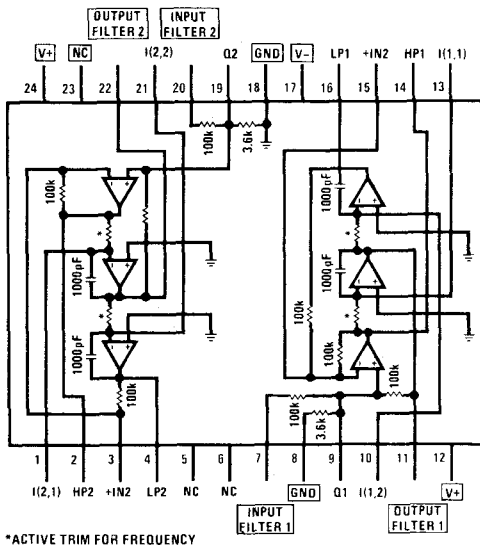 OUTPUT INPUT
FILTER 2 FILTER 2
V+ NC I(2,2) Q2 GND V- LP1 +IN2 HP1 I(1,1)
24 23 22 21 20 19 18 17 16 15 14 13
100k 3.6k
100k 1000pF
* *
1000pF 1000pF
100k
* *
1000pF 100k 100k
100k 100k 100k
3.6k
1 2 3 4 5 6 7 8 9 10 11 12
I(2,1) HP2 +IN2 LP2 NC NC INPUT FILTER 1 GND Q1 I(1,2) OUTPUT FILTER 1 V+
*ACTIVE TRIM FOR FREQUENCY